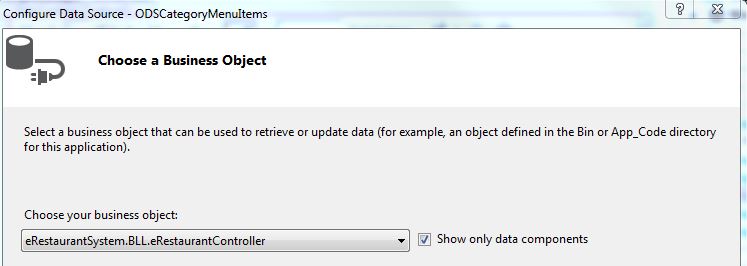 Configure Data Source - ODSCategoryMenuItems
Choose a Business Object
Select a business object that can be used to retrieve or update data (for example, an object defined in the Bin or App_Code directory
for this application).
Choose your business object:
eRestaurantSystem.BLL.eRestaurantController
Show only data components